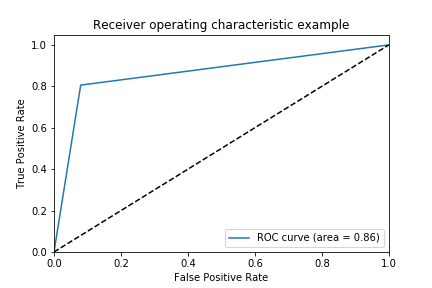 Receiver operating characteristic example
True Positive Rate
1.0
0.8
0.6
0.4
0.2
0.0
ROC curve (area = 0.86)
0.0 0.2 0.4 0.6 0.8 1.0
False Positive Rate